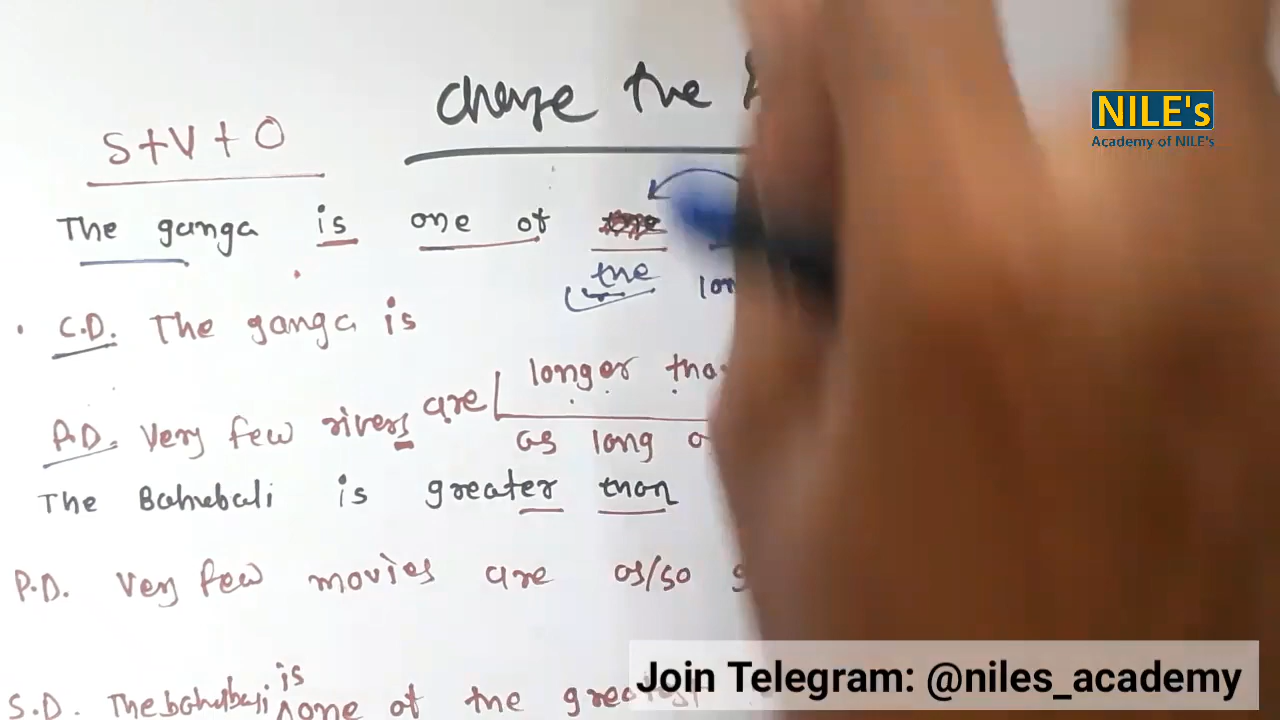 change the
S+V+O
NILE's
Academy of NILE's
The ganga is one of the
the
C.D. The ganga is
longer than
P.D. Very few rivers are
as long
The Bahubali is greater than
P.D. Very few movies are as/so
S.D. The bahubali is one of the greatest
Join Telegram: @niles_academy